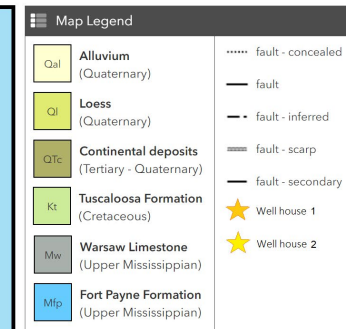 Map Legend
Qal
Alluvium
(Quaternary)
Ql
Loess
(Quaternary)
QTc
Continental deposits
(Tertiary - Quaternary)
Kt
Tuscaloosa Formation
(Cretaceous)
Mw
Warsaw Limestone
(Upper Mississippian)
Mfp
Fort Payne Formation
(Upper Mississippian)
fault - concealed
fault
fault - inferred
fault - scarp
fault - secondary
Well house 1
Well house 2